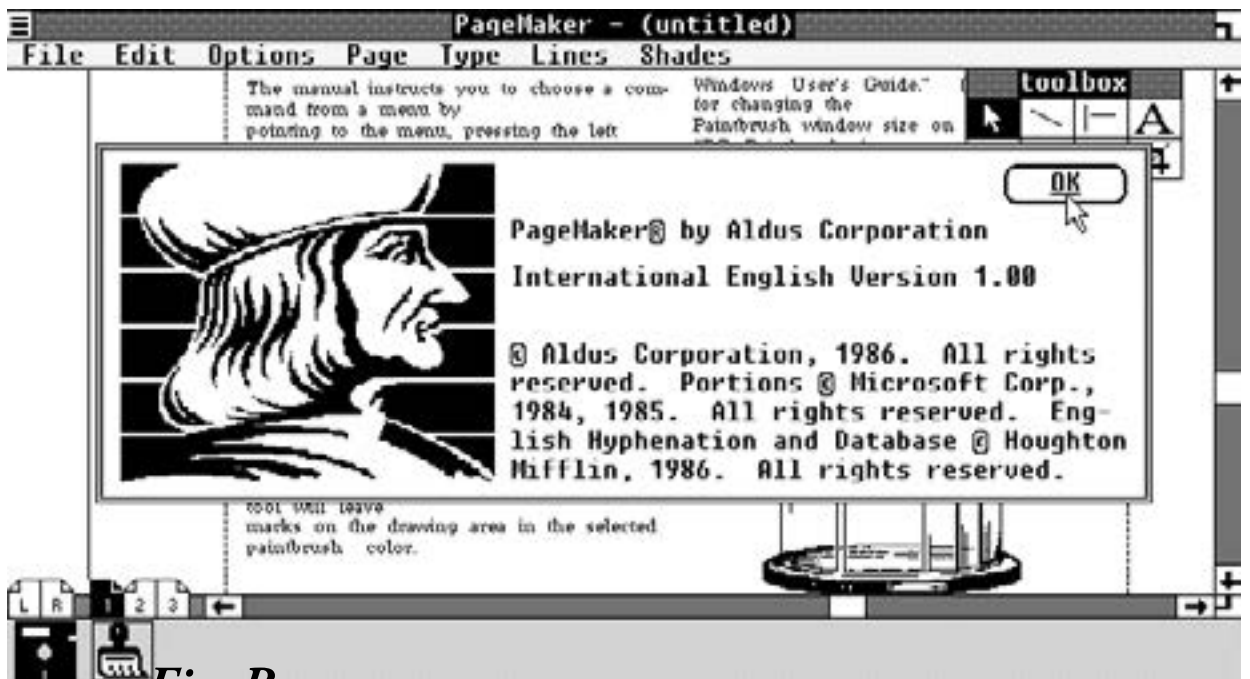 PageMaker - (untitled)
File Edit Options Page Type Lines Shades
The manual instructs you to choose a com-
mand from a menu by
pointing to the menu, pressing the left
Windows User's Guide."
for changing the
Paintbrush window size on
toolbox
A
OK
PageMaker® by Aldus Corporation
International English Version 1.00
© Aldus Corporation, 1986. All rights
reserved. Portions © Microsoft Corp.,
1984, 1985. All rights reserved. Eng-
lish Hyphenation and Database © Houghton
Mifflin, 1986. All rights reserved.
tool will leave
marks on the drawing area in the selected
paintbrush color.
L R 1 2 3